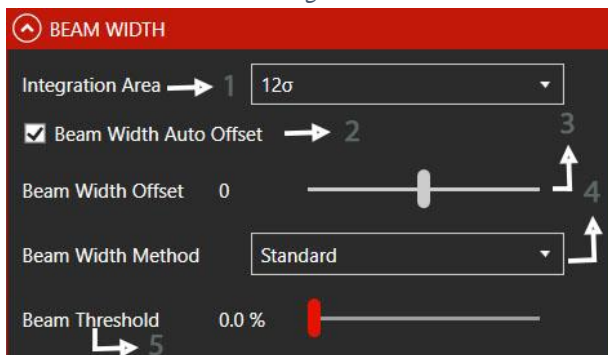 BEAM WIDTH
Integration Area 1 12σ
Beam Width Auto Offset 2 3
Beam Width Offset 0 4
Beam Width Method Standard
Beam Threshold 0.0 %
5